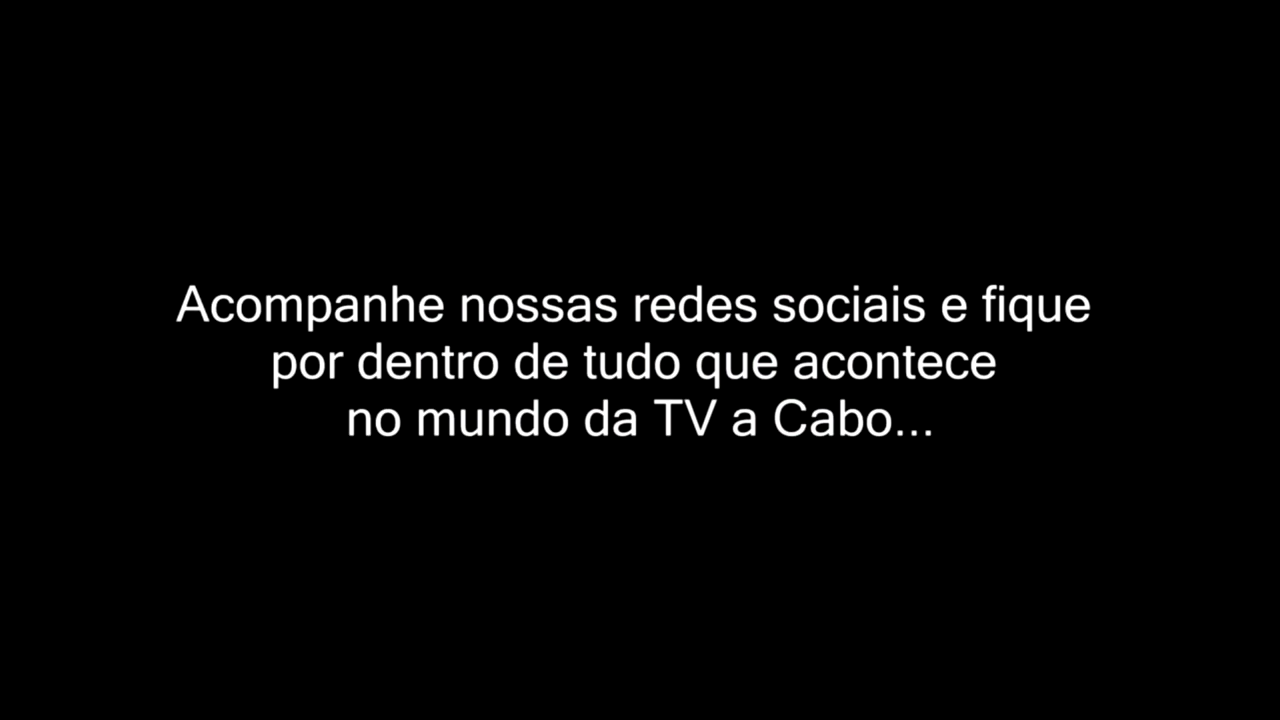 Acompanhe nossas redes sociais e fique
por dentro de tudo que acontece
no mundo da TV a Cabo...